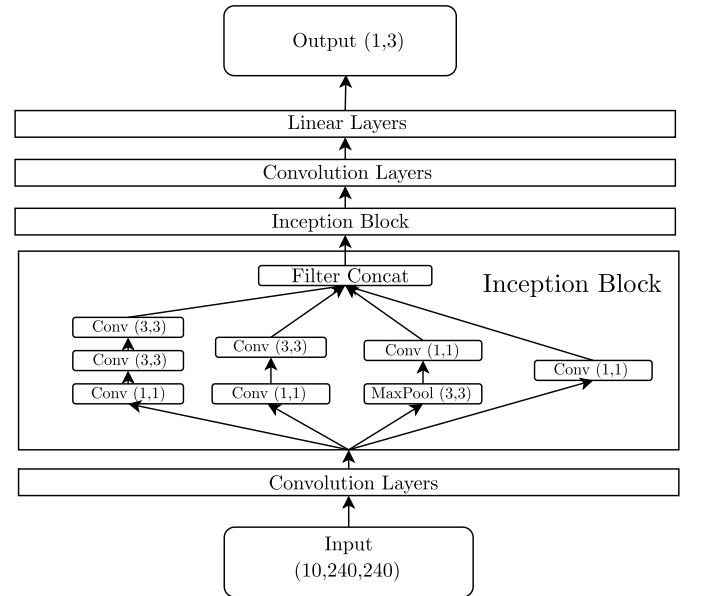 Output (1,3)
Linear Layers
Convolution Layers
Inception Block
Filter Concat
Inception Block
Conv (3,3)
Conv (3,3)
Conv (1,1)
Conv (3,3)
Conv (1,1)
Conv (1,1)
MaxPool (3,3)
Conv (1,1)
Convolution Layers
Input
(10,240,240)